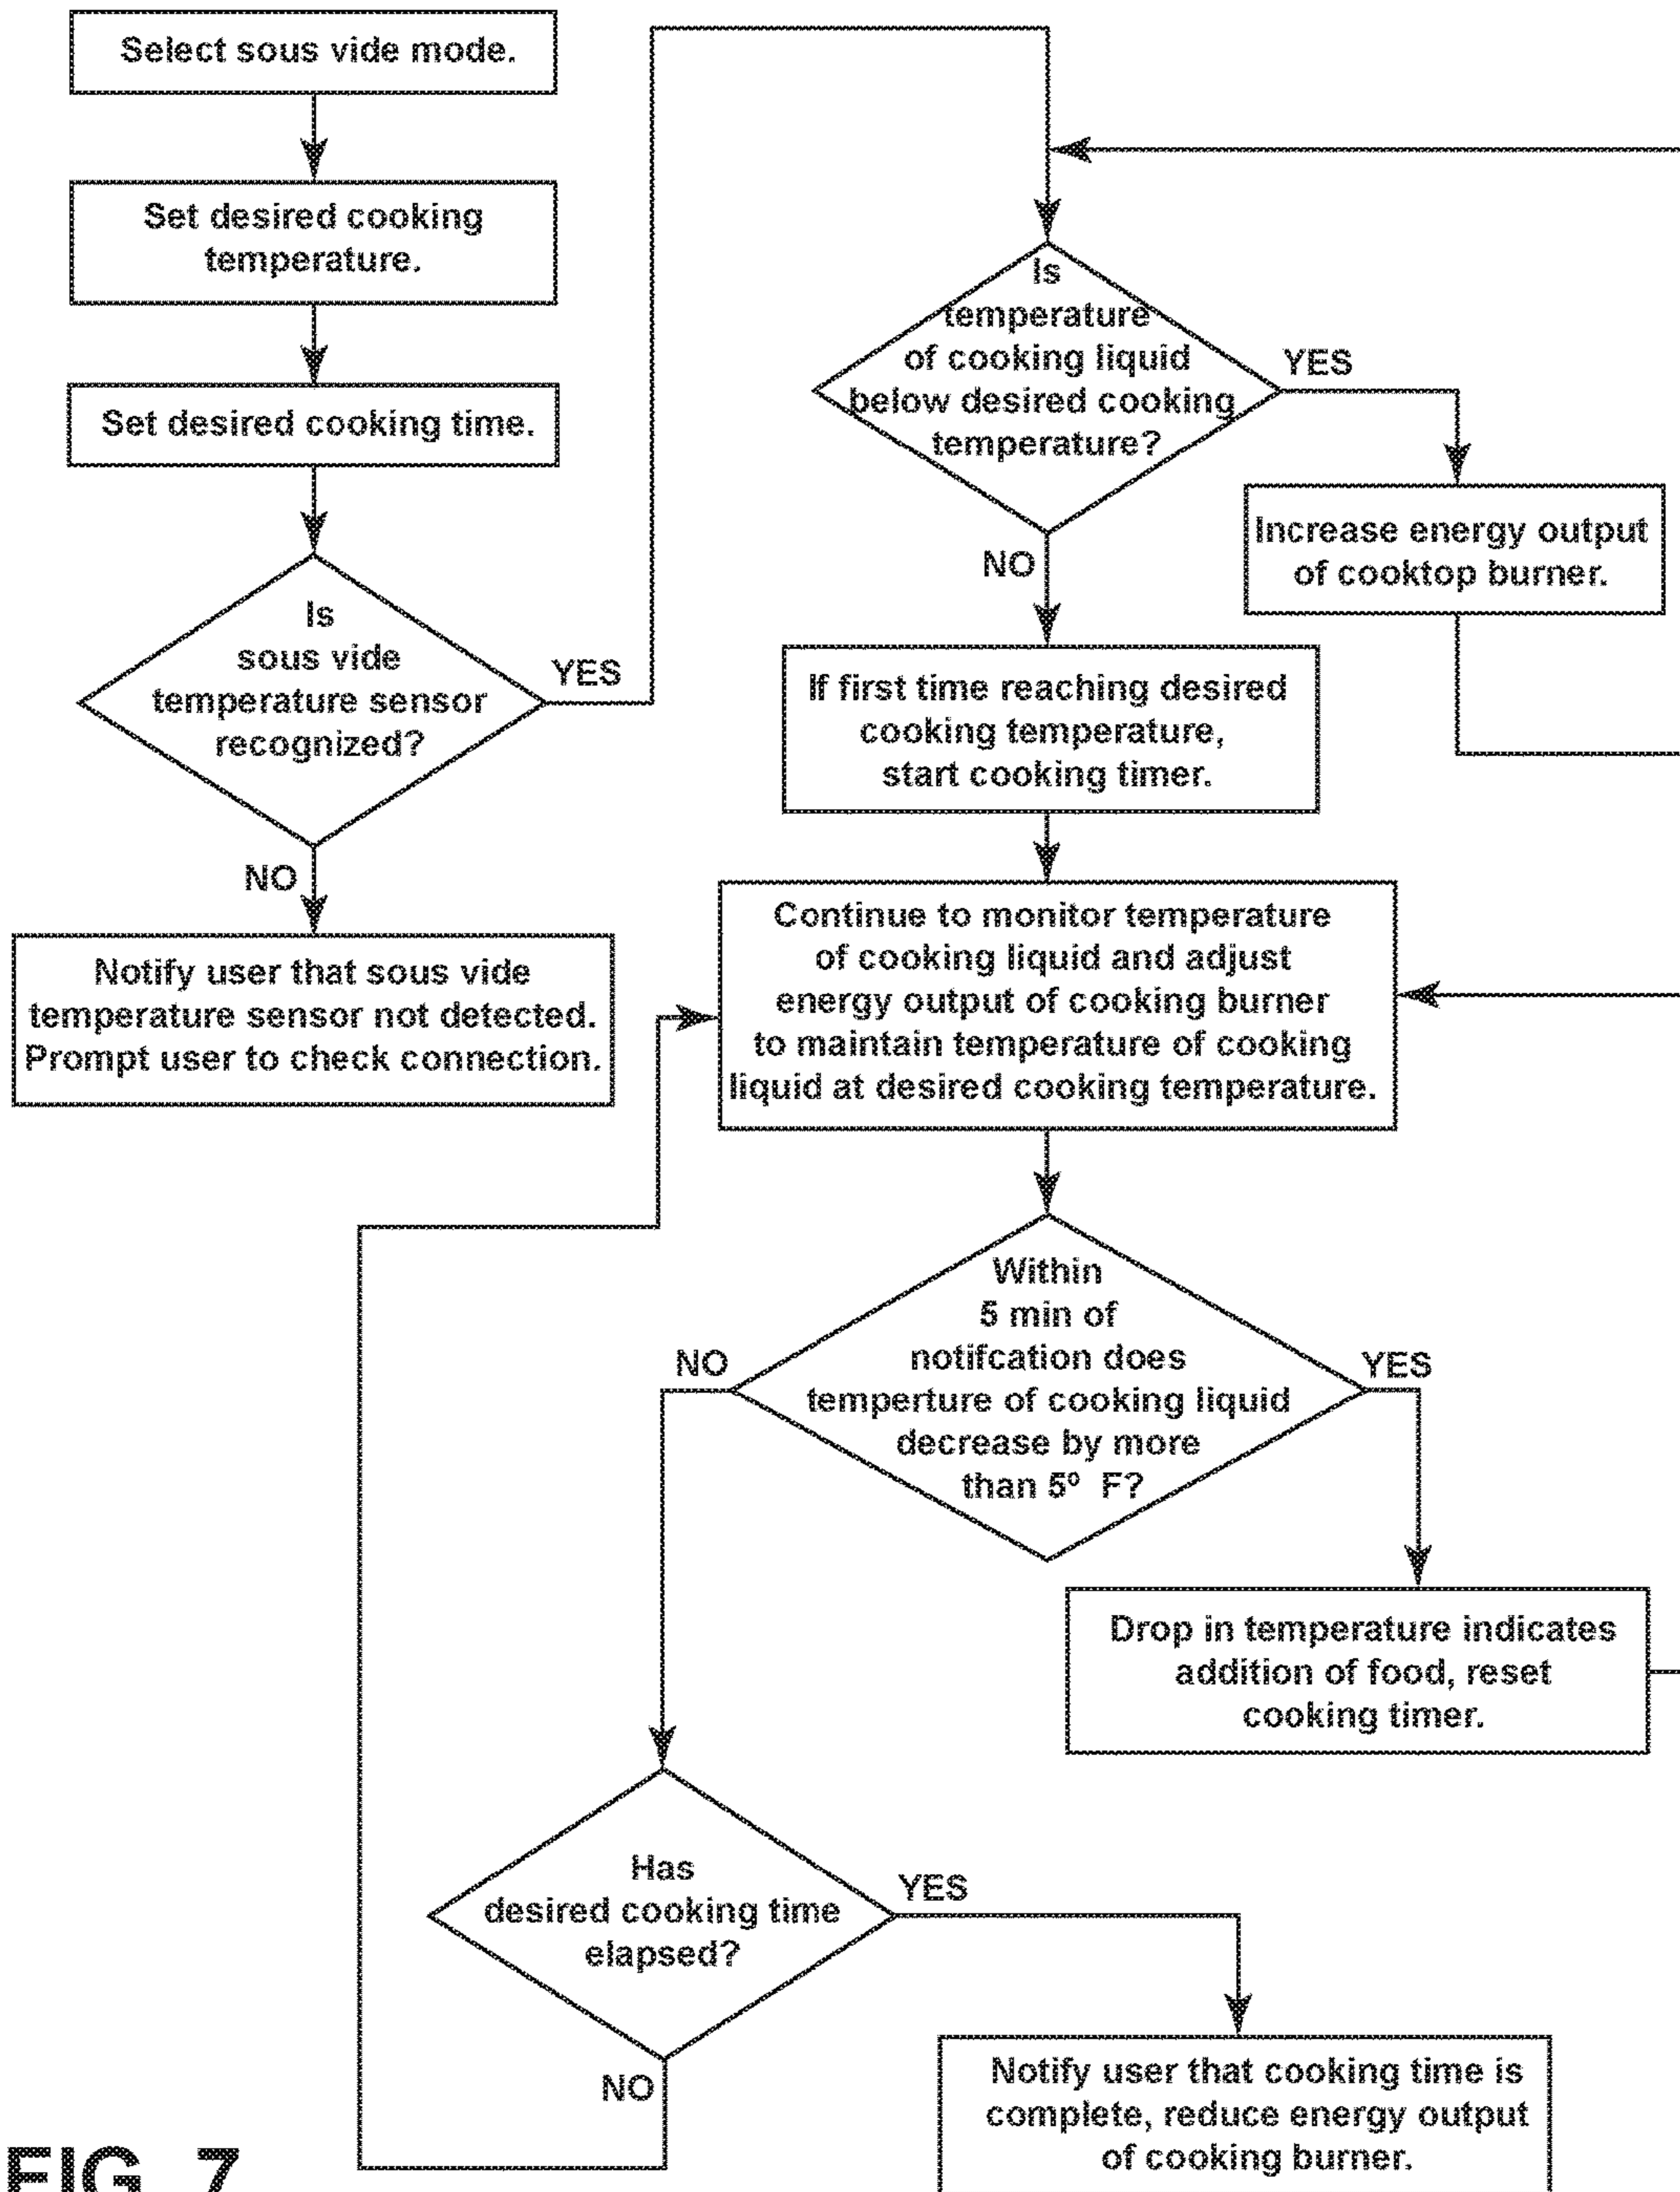 Select sous vide mode.
Set desired cooking
temperature.
Set desired cooking time.
Is
sous vide
temperature sensor
recognized?
YES
NO
Notify user that sous vide
temperature sensor not detected.
Prompt user to check connection.
Is
temperature
of cooking liquid
below desired cooking
temperature?
YES
Increase energy output
of cooktop burner.
NO
If first time reaching desired
cooking temperature,
start cooking timer.
Continue to monitor temperature
of cooking liquid and adjust
energy output of cooking burner
to maintain temperature of cooking
liquid at desired cooking temperature.
Within
5 min of
notifcation does
temperture of cooking liquid
decrease by more
than 5º F?
NO
YES
Drop in temperature indicates
addition of food, reset
cooking timer.
Has
desired cooking time
elapsed?
YES
NO
Notify user that cooking time is
complete, reduce energy output
of cooking burner.
FIG. 7